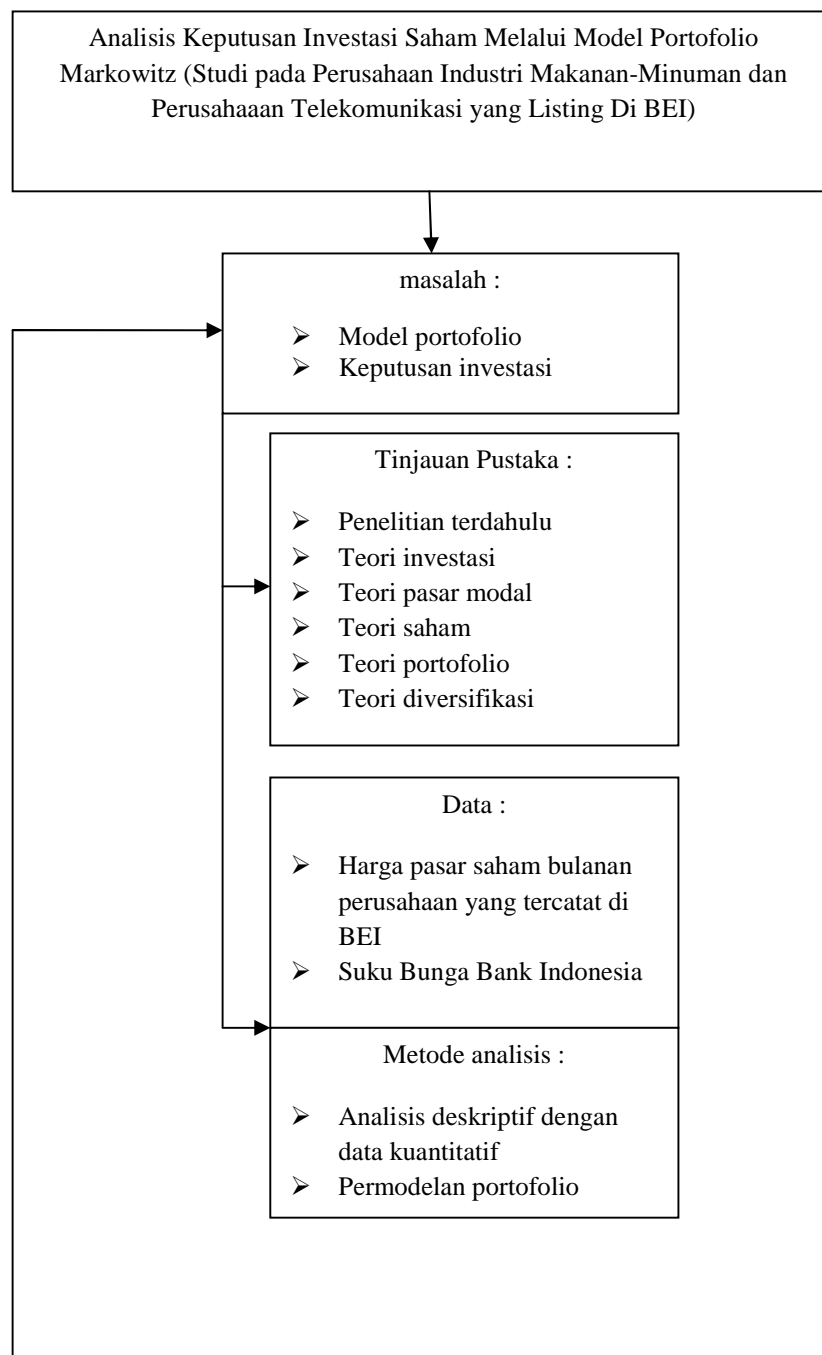 Analisis Keputusan Investasi Saham Melalui Model Portofolio
Markowitz (Studi pada Perusahaan Industri Makanan-Minuman dan
Perusahaaan Telekomunikasi yang Listing Di BEI)
masalah :
➢ Model portofolio
➢ Keputusan investasi
Tinjauan Pustaka :
➢ Penelitian terdahulu
➢ Teori investasi
➢ Teori pasar modal
➢ Teori saham
➢ Teori portofolio
➢ Teori diversifikasi
Data :
➢ Harga pasar saham bulanan
perusahaan yang tercatat di
BEI
➢ Suku Bunga Bank Indonesia
Metode analisis :
➢ Analisis deskriptif dengan
data kuantitatif
➢ Permodelan portofolio